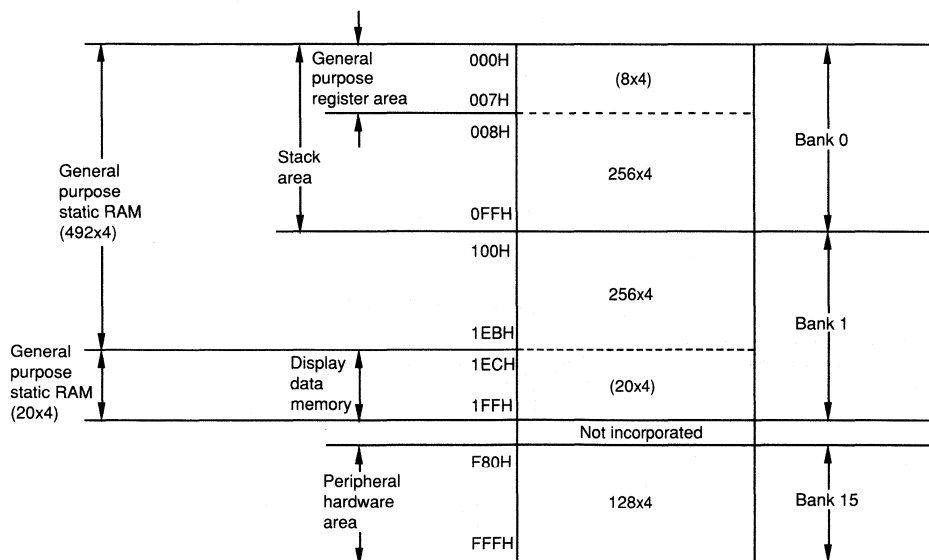 General
purpose
register area
000H
007H
(8x4)
008H
Bank 0
Stack
area
256x4
General
purpose
static RAM
(492x4)
0FFH
100H
256x4
Bank 1
1EBH
General
purpose
static RAM
(20x4)
Display
data
memory
1ECH
1FFH
(20x4)
Not incorporated
F80H
Peripheral
hardware
area
128x4
Bank 15
FFFH